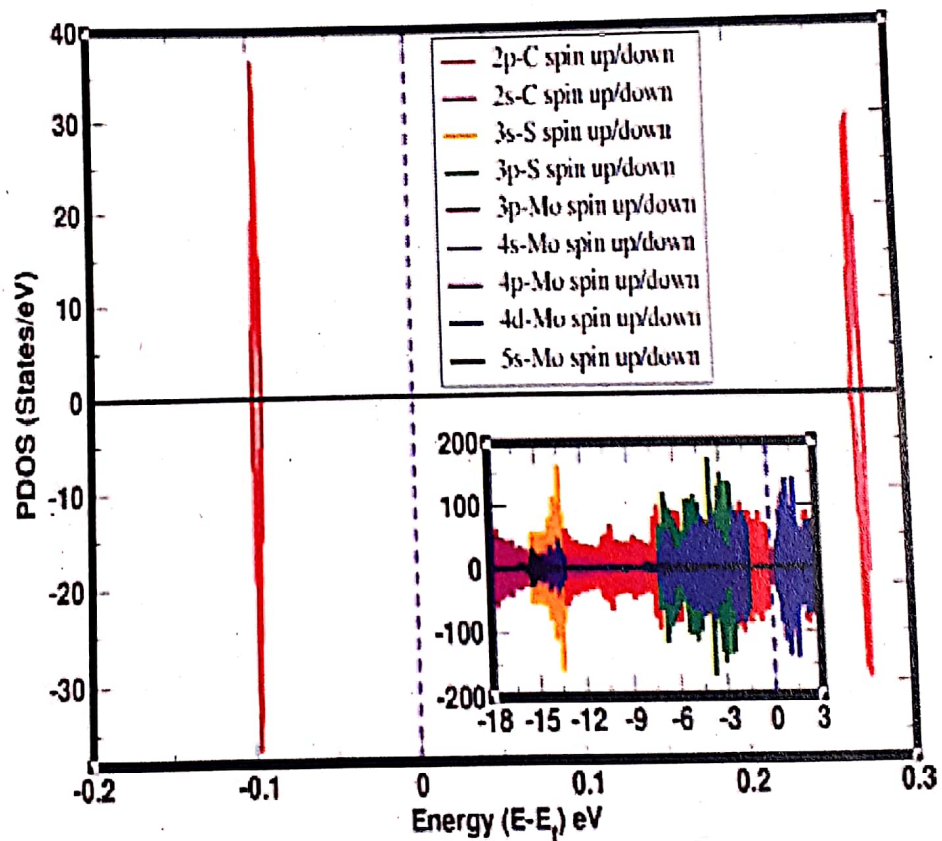 40
30
20
10
0
-10
-20
-30
PDOS (States/eV)
2p-C spin up/down
2s-C spin up/down
3s-S spin up/down
3p-S spin up/down
3p-Mo spin up/down
4s-Mo spin up/down
4p-Mo spin up/down
4d-Mo spin up/down
5s-Mo spin up/down
200
100
0
-100
-200
-18 -15 -12 -9 -6 -3 0 3
-0.2 -0.1 0 0.1 0.2 0.3
Energy (E-Ef) eV